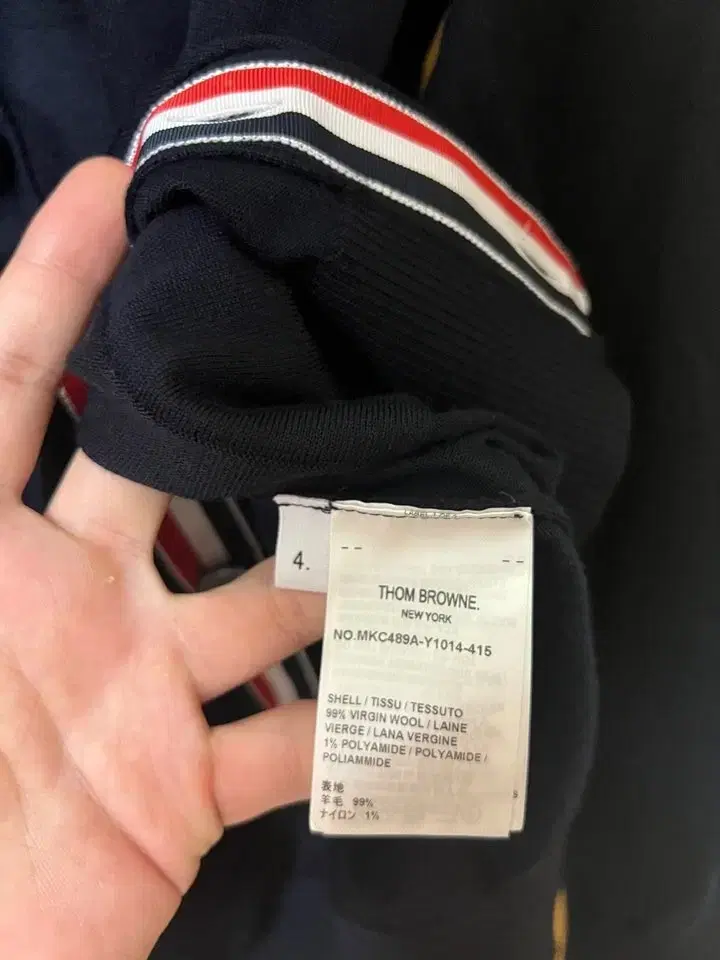 4.
THOM BROWNE.
NEW YORK
NO.MKC489A-Y1014-415
SHELL / TISSU / TESSUTO
99% VIRGIN WOOL / LAINE
VIERGE / LANA VERGINE
1% POLYAMIDE / POLYAMIDE /
POLIAMMIDE
表地
羊毛 99%
ナイロン 1%